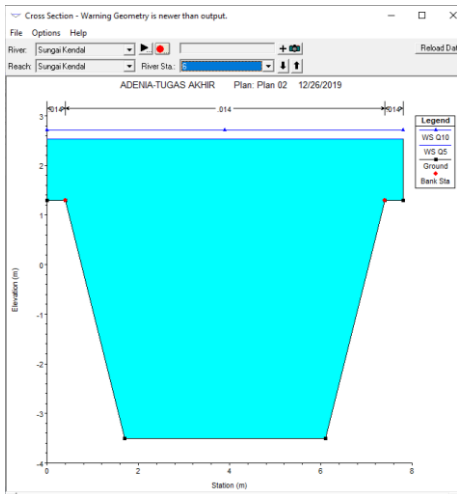 Cross Section - Warning Geometry is newer than output.
File Options Help
River: Sungai Kendal Reload Dat
Reach: Sungai Kendal River Sta.: 6
ADENIA-TUGAS AKHIR Plan: Plan 02 12/26/2019
.014 .014 .014
Legend
WS Q10
WS Q5
Ground
Bank Sta
3
2
1
0
-1
-2
-3
-4
Elevation (m)
0 2 4 6 8
Station (m)